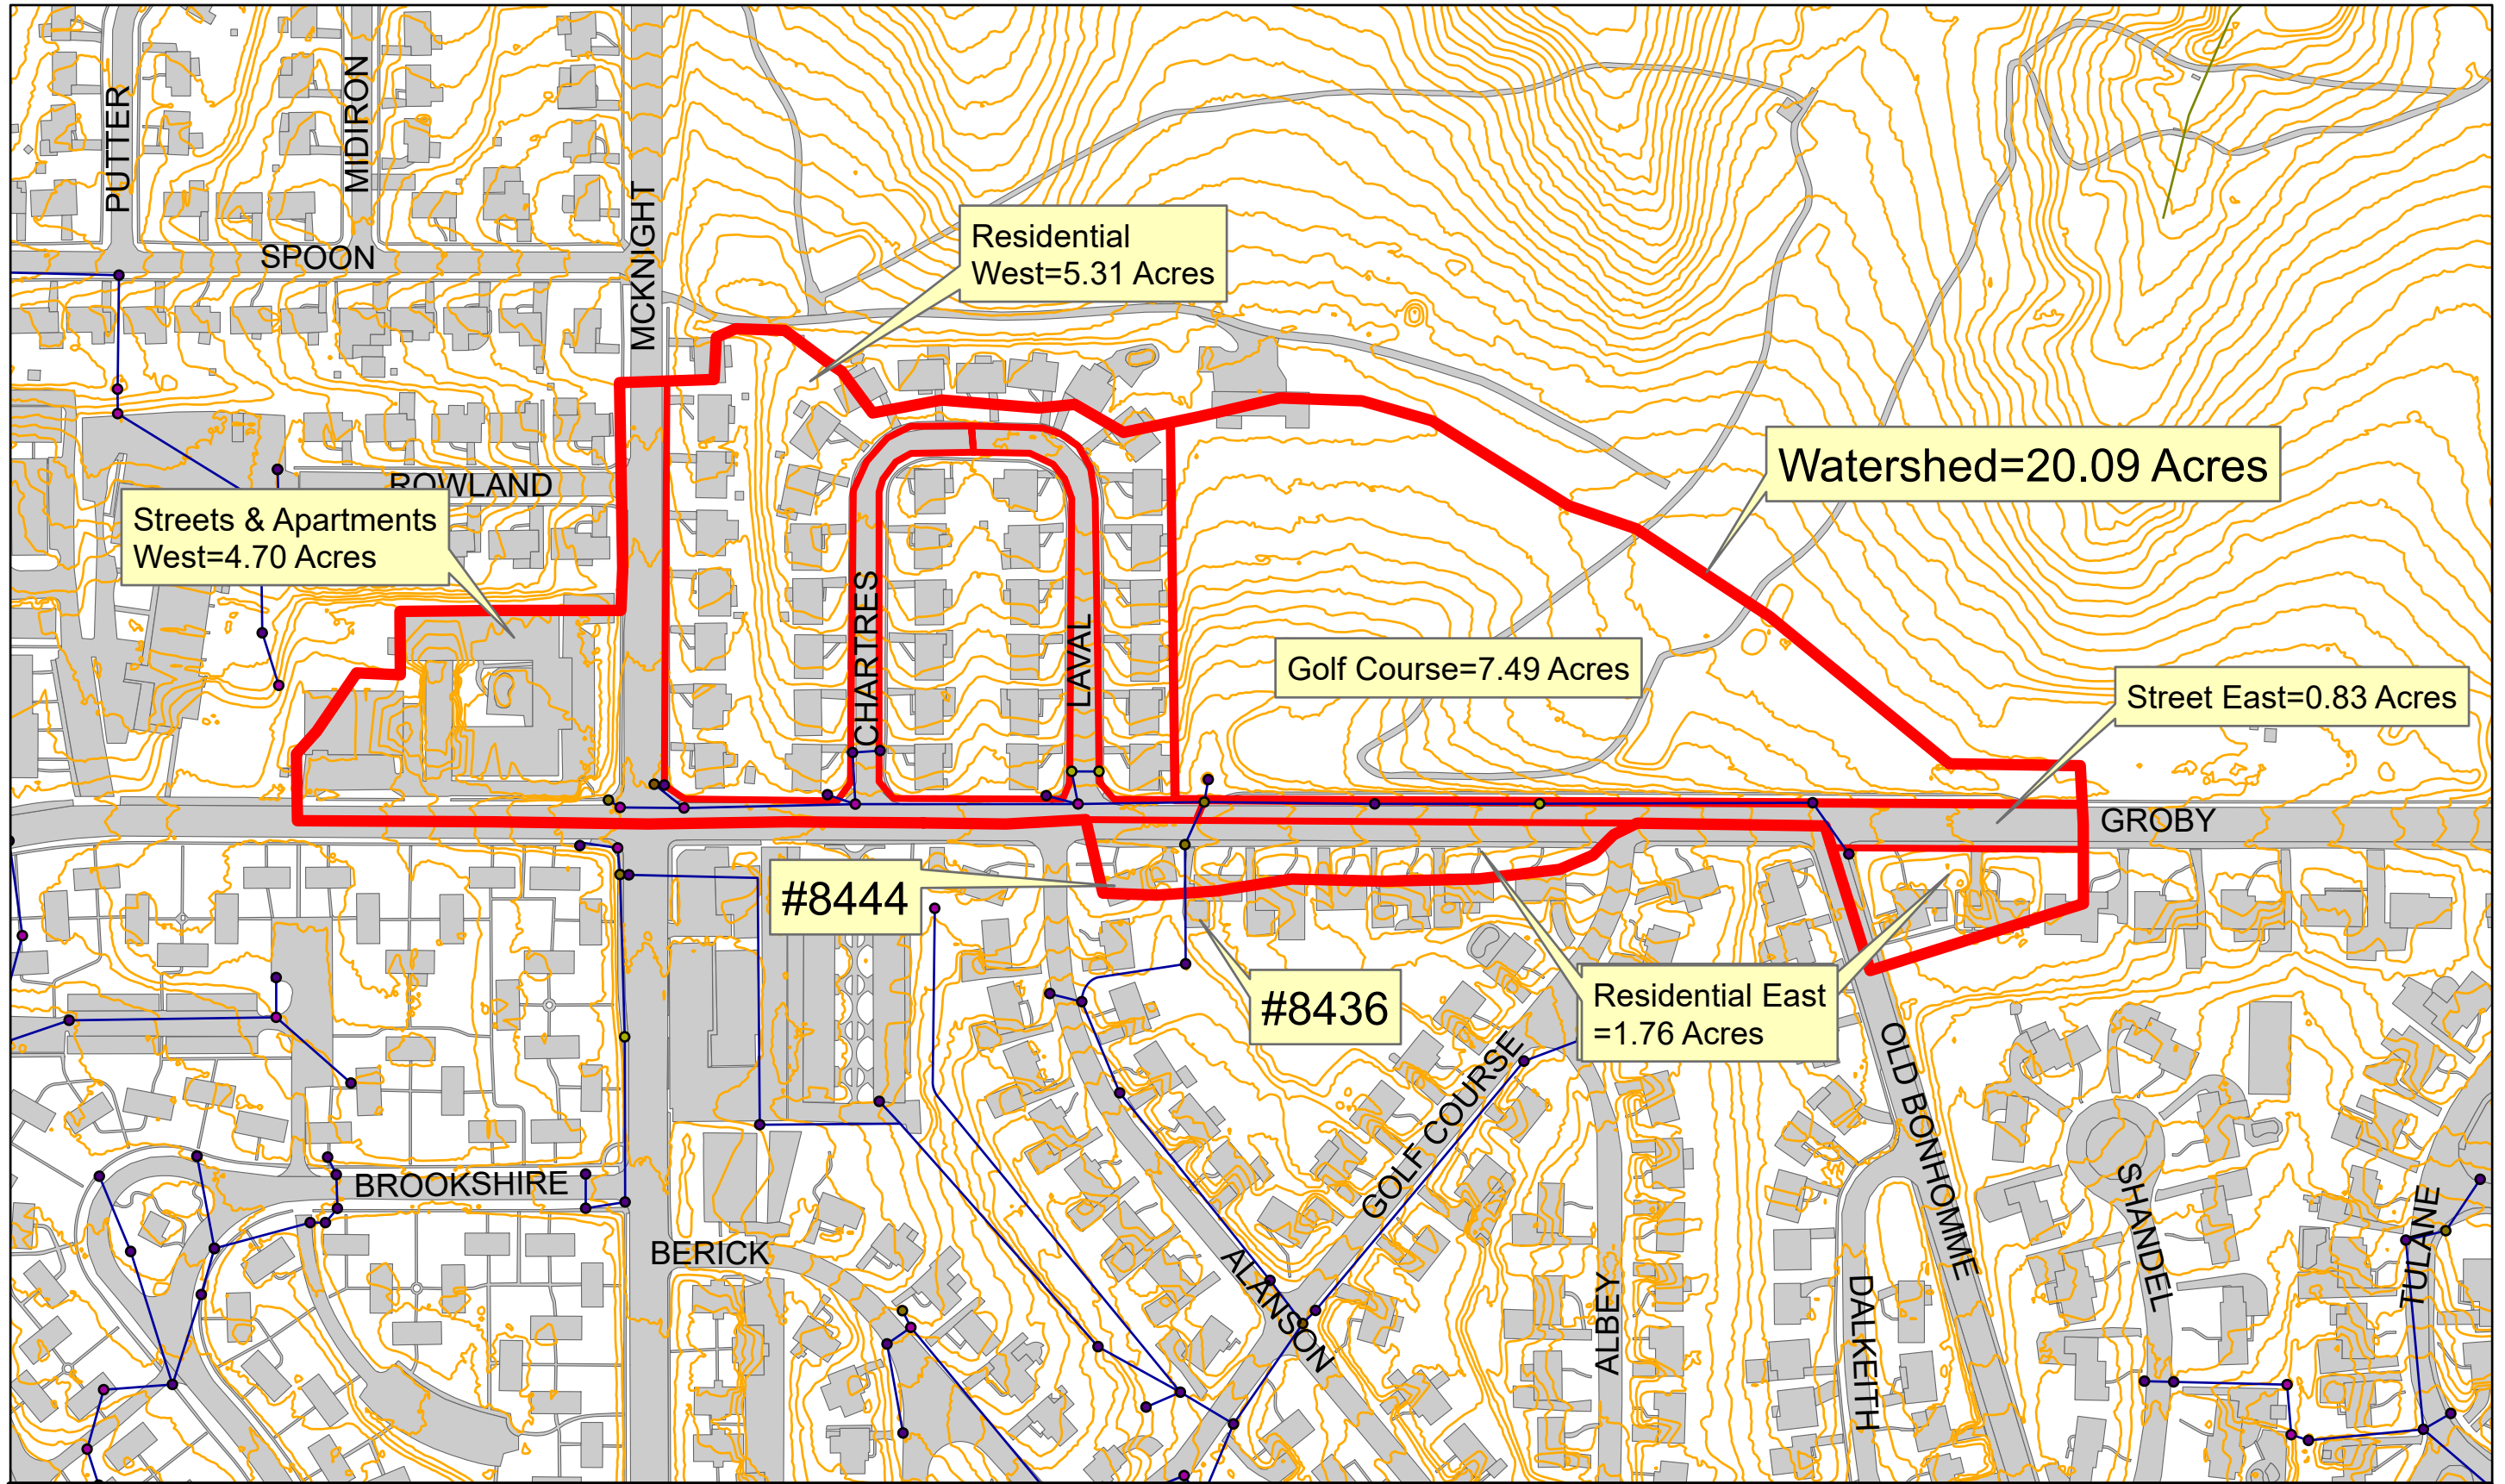 PUTTER
MIDIRON
MCKNIGHT
SPOON
Residential
West=5.31 Acres
Watershed=20.09 Acres
ROWLAND
Streets & Apartments
West=4.70 Acres
CHARTRES
LAVAL
Golf Course=7.49 Acres
Street East=0.83 Acres
GROBY
#8444
#8436
Residential East
=1.76 Acres
OLD BONHOMME
GOLF COURSE
BROOKSHIRE
BERICK
ALANSON
ALBEY
DALKEITH
SHANDEL
TULANE